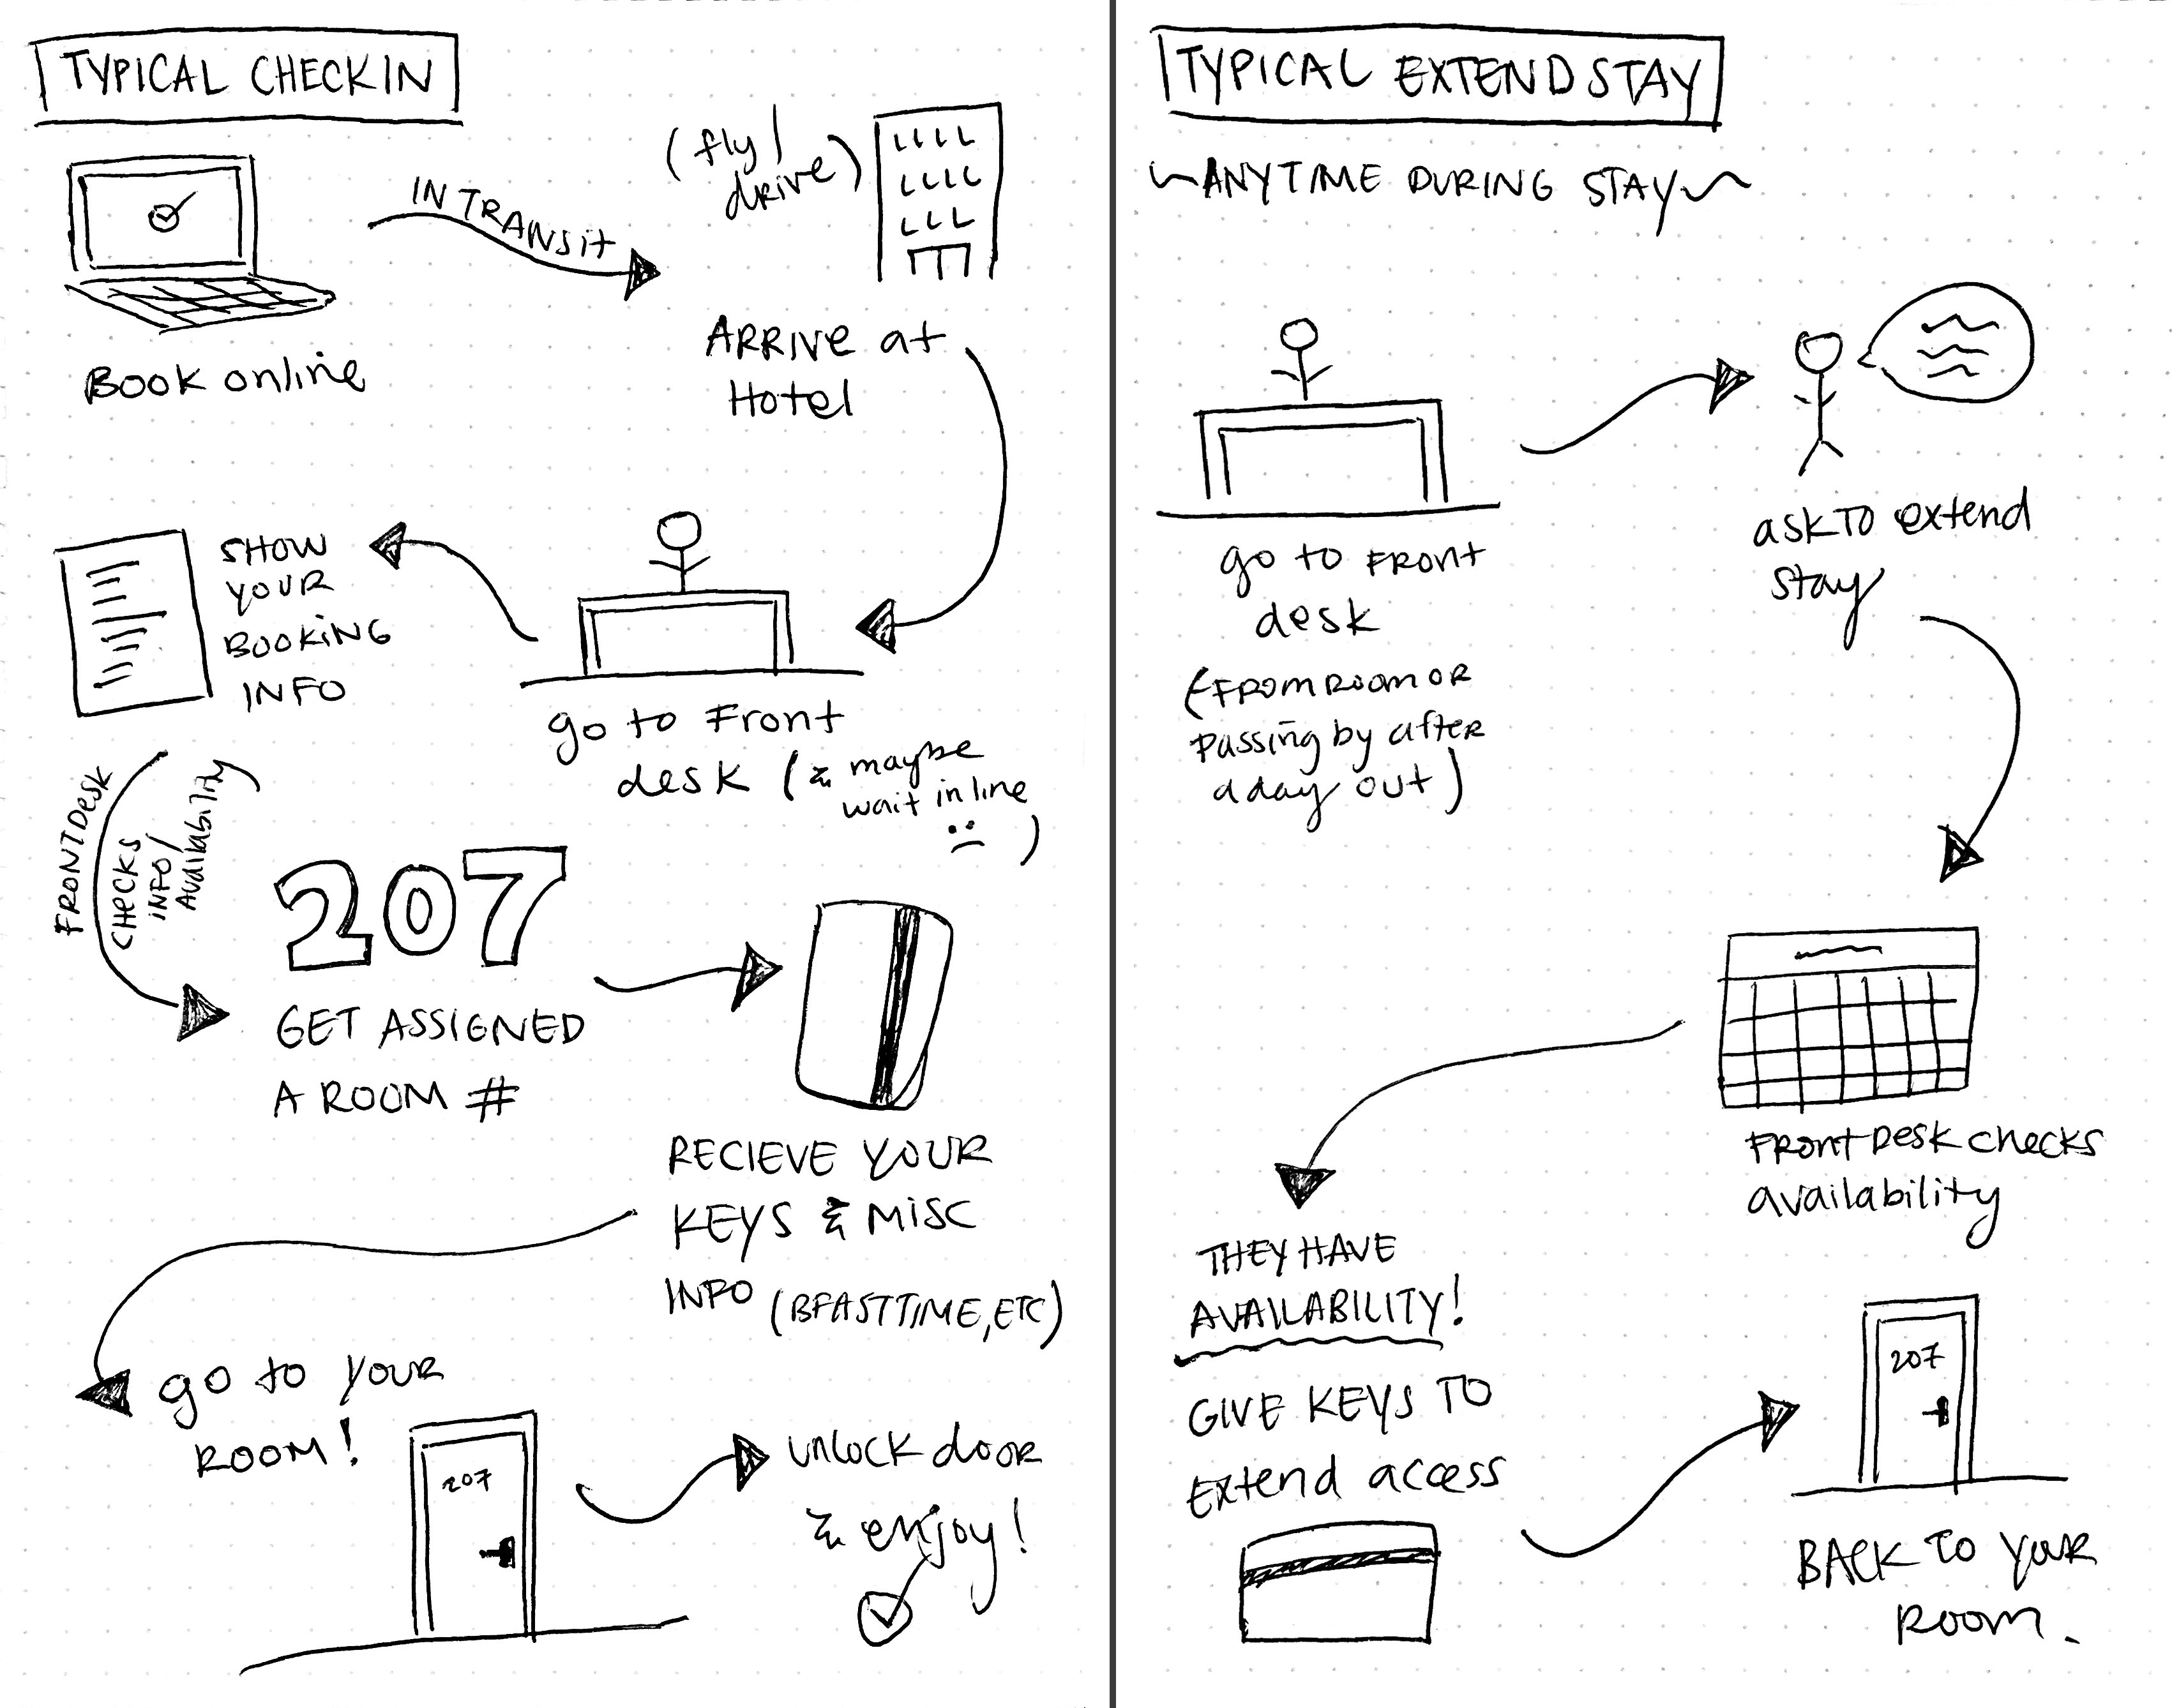 TYPICAL CHECKIN
BOOK online
IN TRANSit
(fly/
drive)
ARRIVE at
Hotel
go to Front
desk (& maybe
wait in line
:( )
SHOW
YOUR
BOOKING
INFO
FRONTDesk
CHECKS
INFO/
Availability
207
GET ASSIGNED
A ROOM #
RECIEVE YOUR
KEYS & MISC
INFO (BFASTTIME, ETC)
go to your
ROOM!
207
unlock door
& enjoy!
TYPICAL EXTEND STAY
~ANYTIME DURING STAY~
go to FRont
desk
(FROM ROOM OR
passing by after
a day out)
ask TO extend
stay
FRont Desk checks
availability
THEY HAVE
AVAILABILITY!
GIVE KEYS TO
Extend access
207
BACK TO YOUR
ROOM.